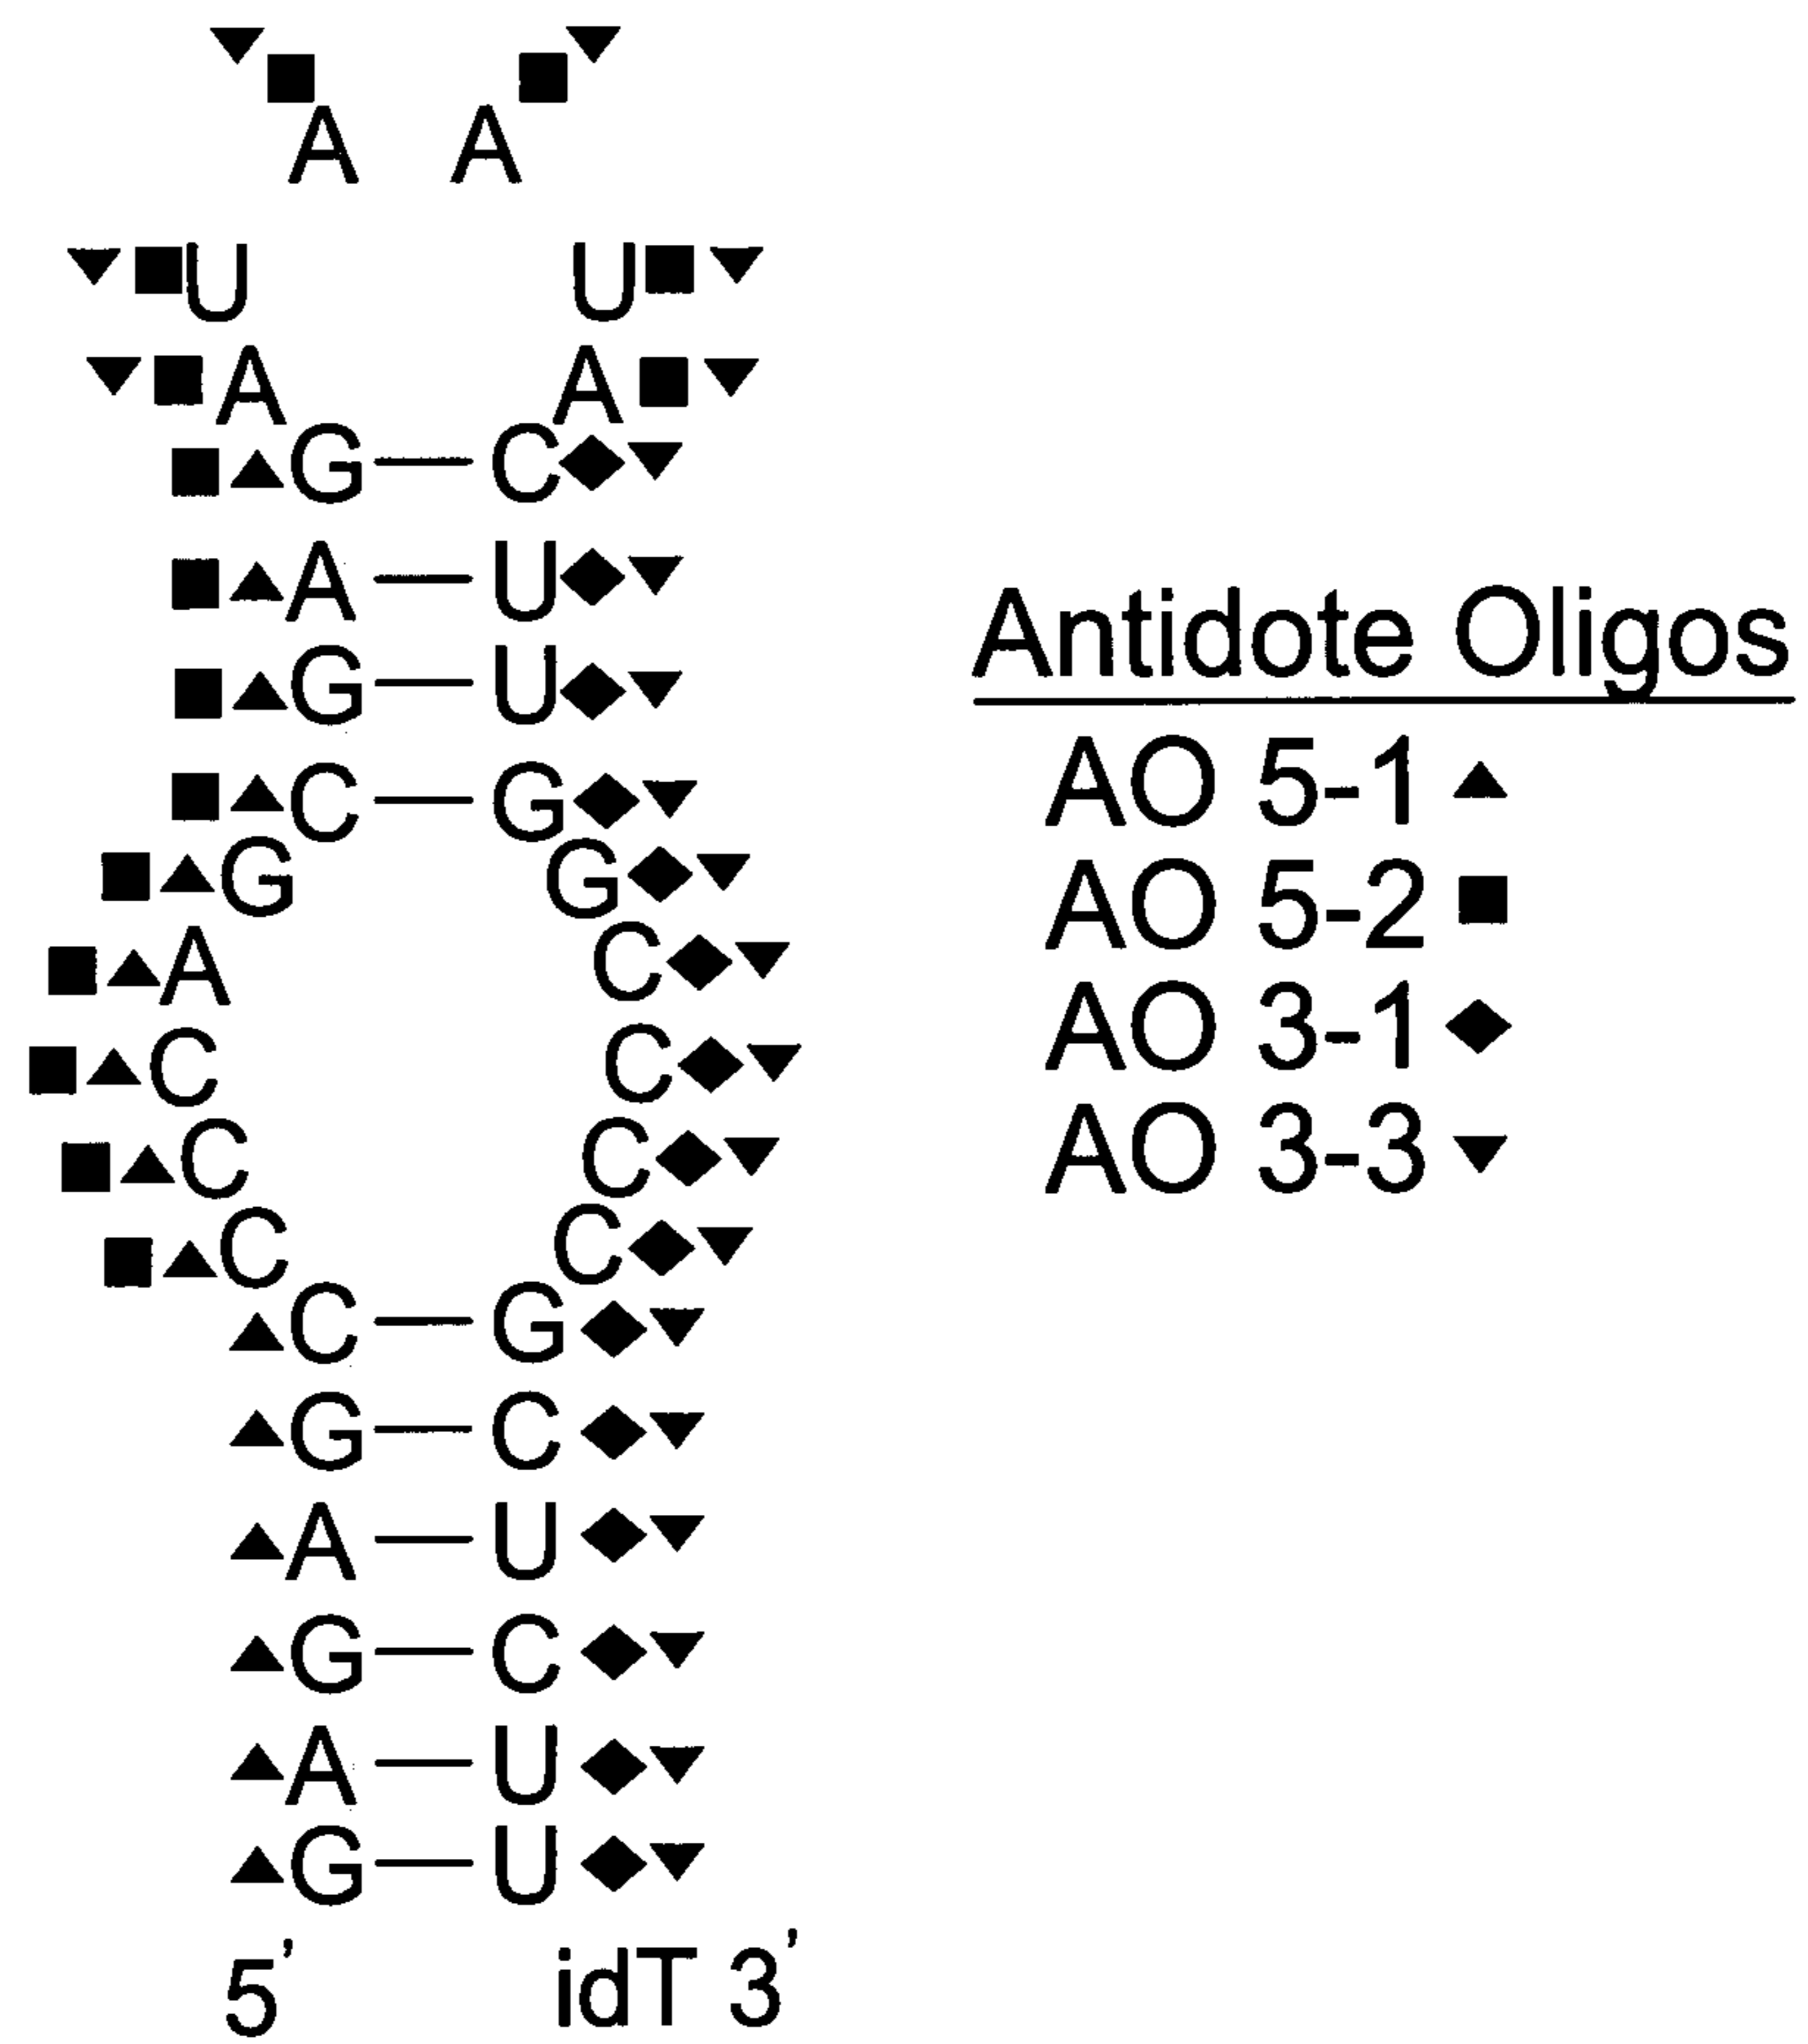 A A
U U
A A
G C
A U
G U
C G
G G
A C
C C
C C
C C
C G
G C
A U
G C
A U
G U
5' idT 3'
Antidote Oligos
AO 5-1
AO 5-2
AO 3-1
AO 3-3